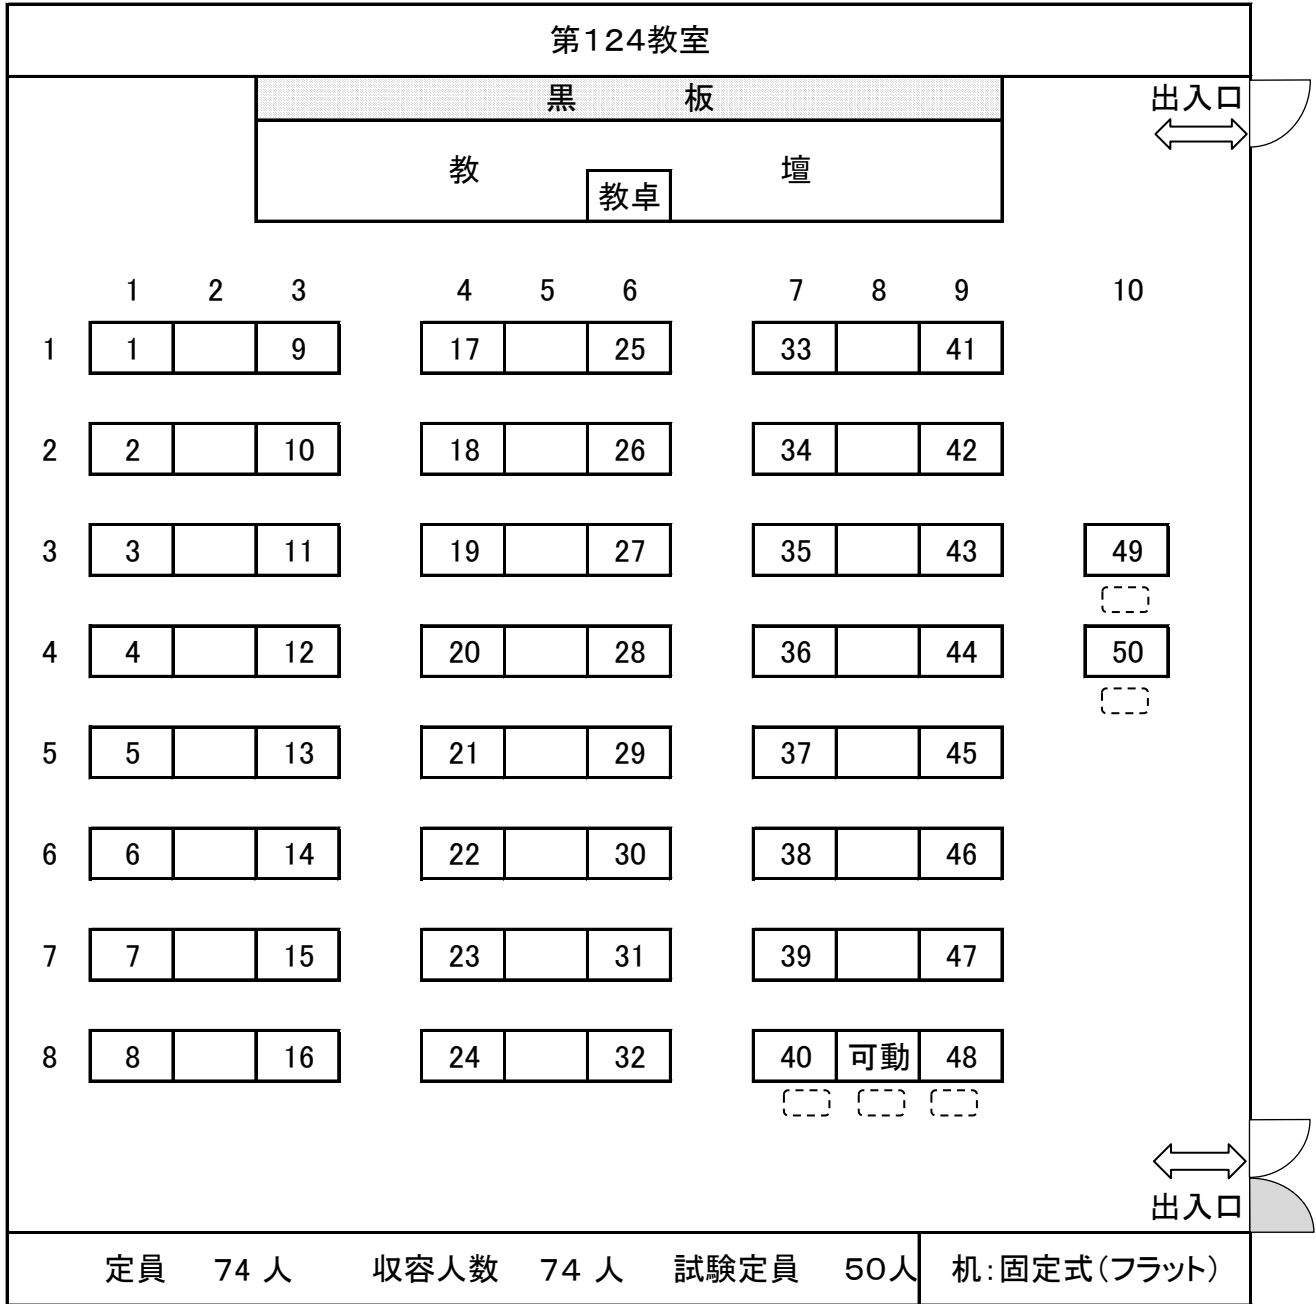 第124教室
黒　板
出入口
教　壇
教卓
1 2 3 4 5 6 7 8 9 10
1 1 9 17 25 33 41
2 2 10 18 26 34 42
3 3 11 19 27 35 43 49
4 4 12 20 28 36 44 50
5 5 13 21 29 37 45
6 6 14 22 30 38 46
7 7 15 23 31 39 47
8 8 16 24 32 40 可動 48
出入口
定員 74 人 収容人数 74 人 試験定員 50人 机:固定式(フラット)